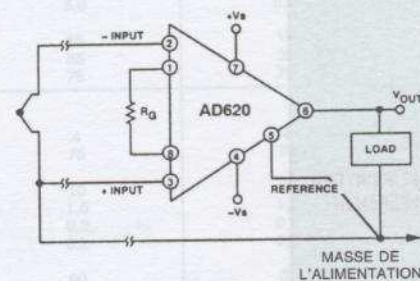 +Vs
– INPUT
2
1
7
RG
AD620
6
VOUT
5
LOAD
8
4
3
REFERENCE
+ INPUT
–Vs
MASSE DE
L'ALIMENTATION